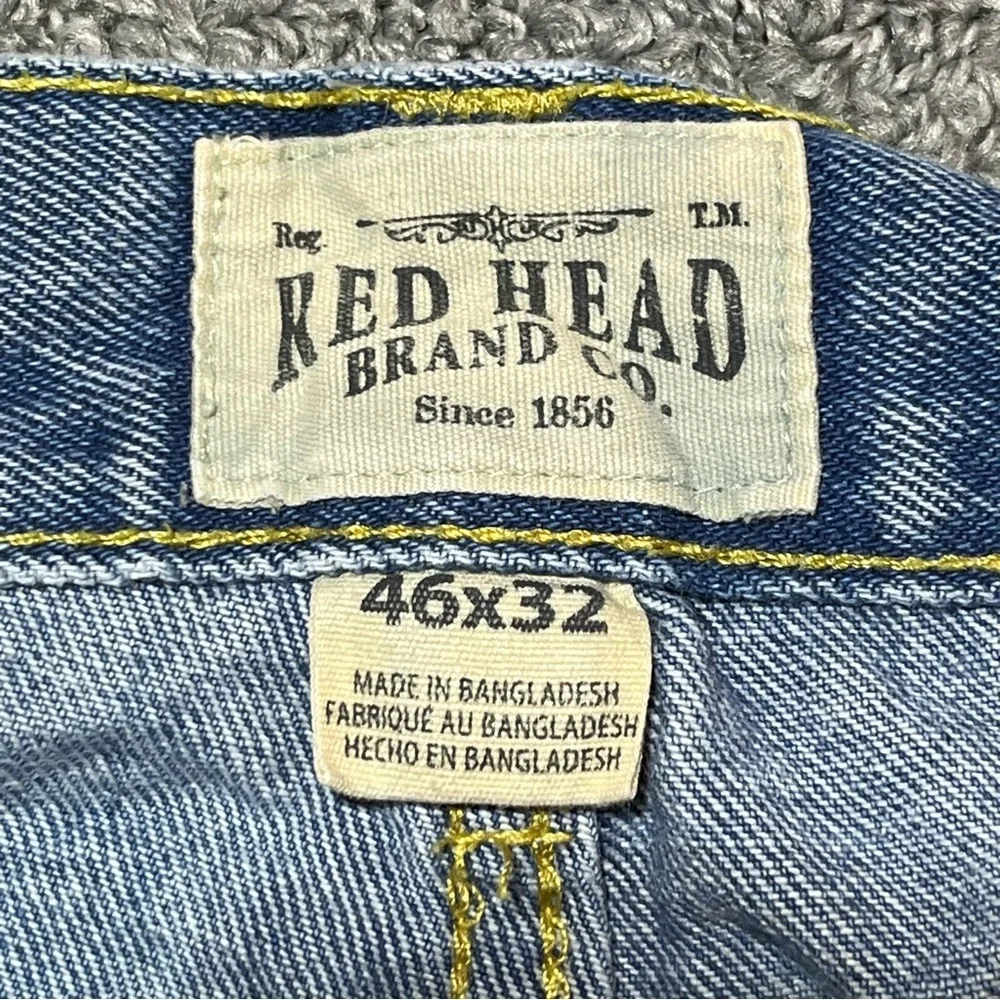 Reg. T.M.
RED HEAD
BRAND CO.
Since 1856
46x32
MADE IN BANGLADESH
FABRIQUÉ AU BANGLADESH
HECHO EN BANGLADESH